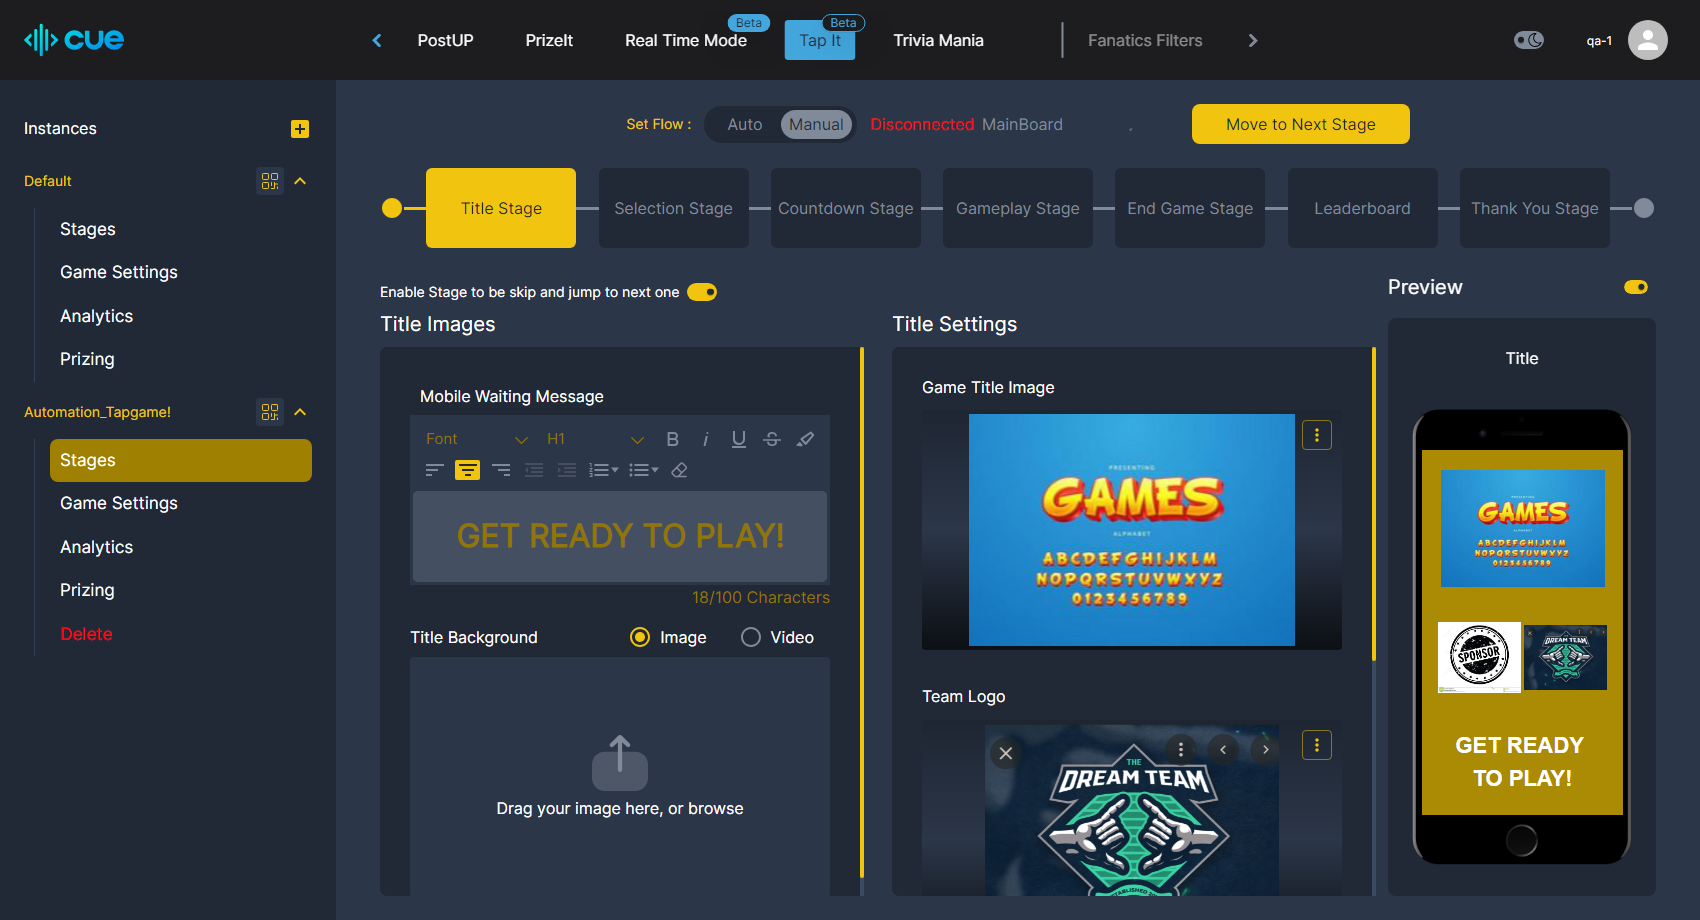 cue
PostUP
PrizeIt
Real Time Mode
Beta
Tap It
Beta
Trivia Mania
Fanatics Filters
qa-1
Instances
Default
Stages
Game Settings
Analytics
Prizing
Automation_Tapgame!
Stages
Game Settings
Analytics
Prizing
Delete
Set Flow :
Auto
Manual
Disconnected MainBoard
Move to Next Stage
Title Stage
Selection Stage
Countdown Stage
Gameplay Stage
End Game Stage
Leaderboard
Thank You Stage
Enable Stage to be skip and jump to next one
Title Images
Mobile Waiting Message
Font
H1
B
i
U
S
GET READY TO PLAY!
18/100 Characters
Title Background
Image
Video
Drag your image here, or browse
Title Settings
Game Title Image
PRESENTING
GAMES
ALPHABET
ABCDEFGHIJKLM
NOPQRSTUVWXYZ
0123456789
Team Logo
THE
DREAM TEAM
Preview
Title
PRESENTING
GAMES
ALPHABET
ABCDEFGHIJKLM
NOPQRSTUVWXYZ
0123456789
SPONSOR
DREAM TEAM
GET READY
TO PLAY!